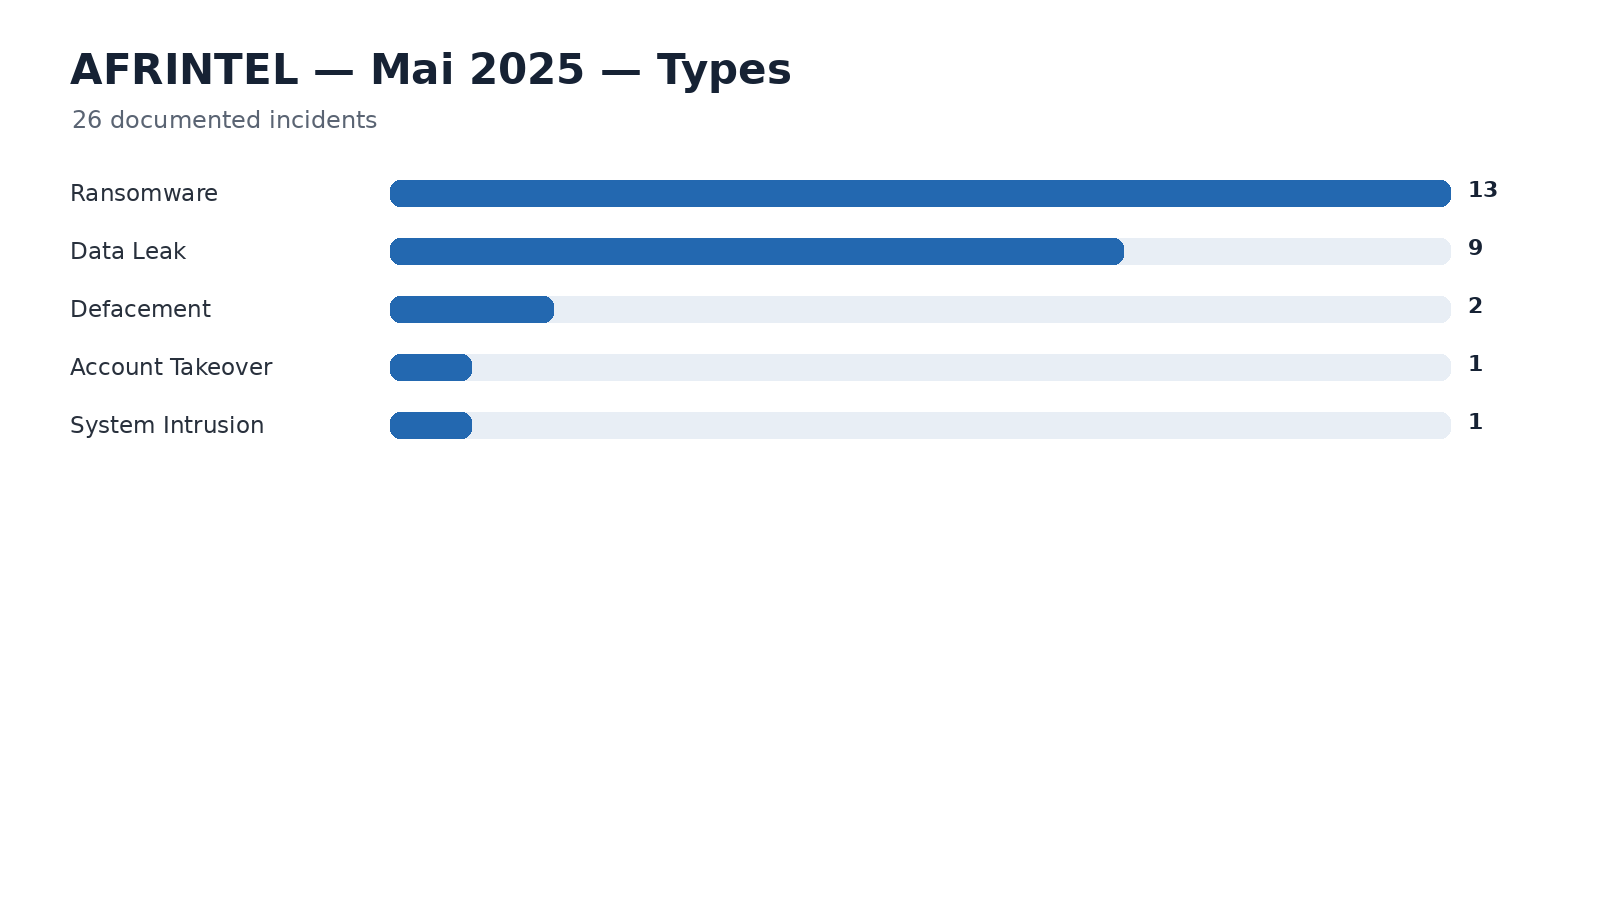 AFRINTEL — Mai 2025 — Types
26 documented incidents
Ransomware 13
Data Leak 9
Defacement 2
Account Takeover 1
System Intrusion 1